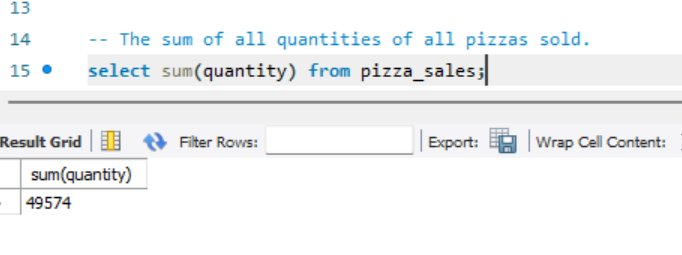 13
14 -- The sum of all quantities of all pizzas sold.
15 select sum(quantity) from pizza_sales;
Result Grid Filter Rows: Export: Wrap Cell Content:
sum(quantity)
49574